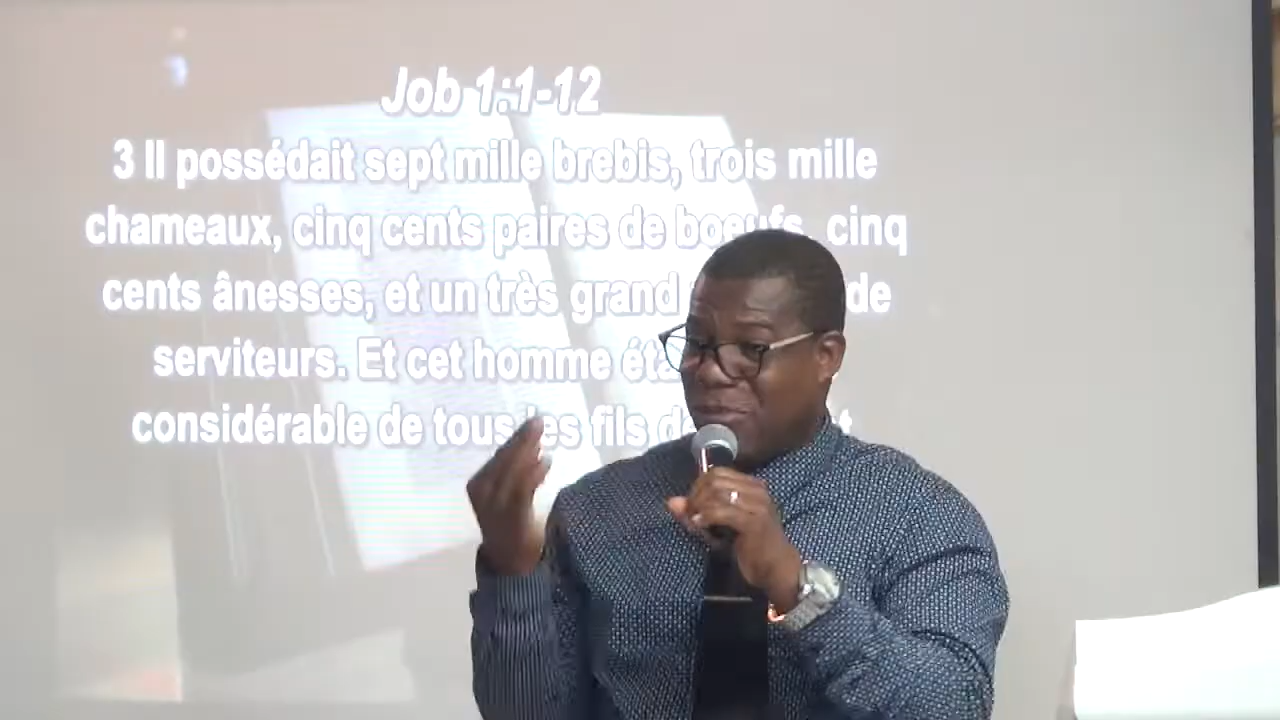 Job 1:1-12
3 Il possédait sept mille brebis, trois mille
chameaux, cinq cents paires de boeufs, cinq
cents ânesses, et un très grand de
serviteurs. Et cet homme
considérable de tous les fils